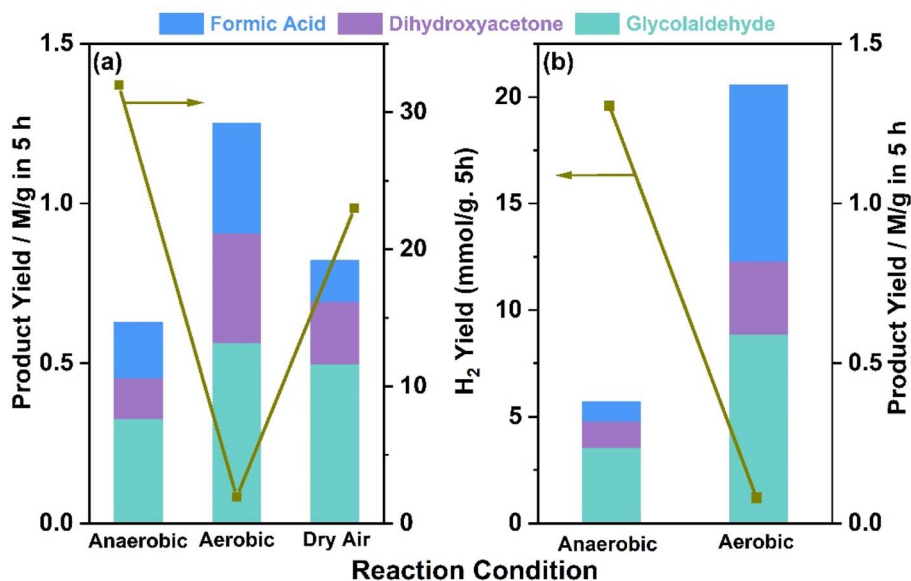 Formic Acid Dihydroxyacetone Glycolaldehyde
(a)
Product Yield / M/g in 5 h
1.5
1.0
0.5
0.0
30
20
10
0
Anaerobic Aerobic Dry Air
H2 Yield (mmol/g. 5h)
(b)
20
15
10
5
0
1.5
1.0
0.5
0.0
Product Yield / M/g in 5 h
Anaerobic Aerobic
Reaction Condition